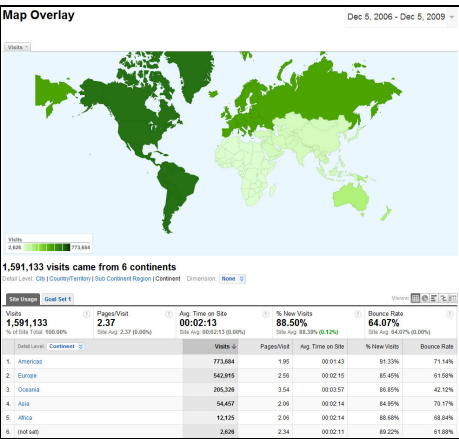 Map Overlay
Dec 5, 2006 - Dec 5, 2009
Visits
Visits
2,626 773,684
1,591,133 visits came from 6 continents
Detail Level: City | Country/Territory | Sub Continent Region | Continent Dimension: None
Site Usage Goal Set 1 Views:
Visits Pages/Visit Avg. Time on Site % New Visits Bounce Rate
1,591,133 2.37 00:02:13 88.50% 64.07%
% of Site Total: 100.00% Site Avg: 2.37 (0.00%) Site Avg: 00:02:13 (0.00%) Site Avg: 88.39% (0.12%) Site Avg: 64.07% (0.00%)
Detail Level: Continent Visits Pages/Visit Avg. Time on Site % New Visits Bounce Rate
1. Americas 773,684 1.95 00:01:43 91.33% 71.14%
2. Europe 542,915 2.56 00:02:15 85.45% 61.58%
3. Oceania 205,326 3.54 00:03:57 86.85% 42.12%
4. Asia 54,457 2.06 00:02:14 84.95% 70.17%
5. Africa 12,125 2.06 00:02:14 88.68% 68.84%
6. (not set) 2,626 2.34 00:02:11 89.22% 61.88%